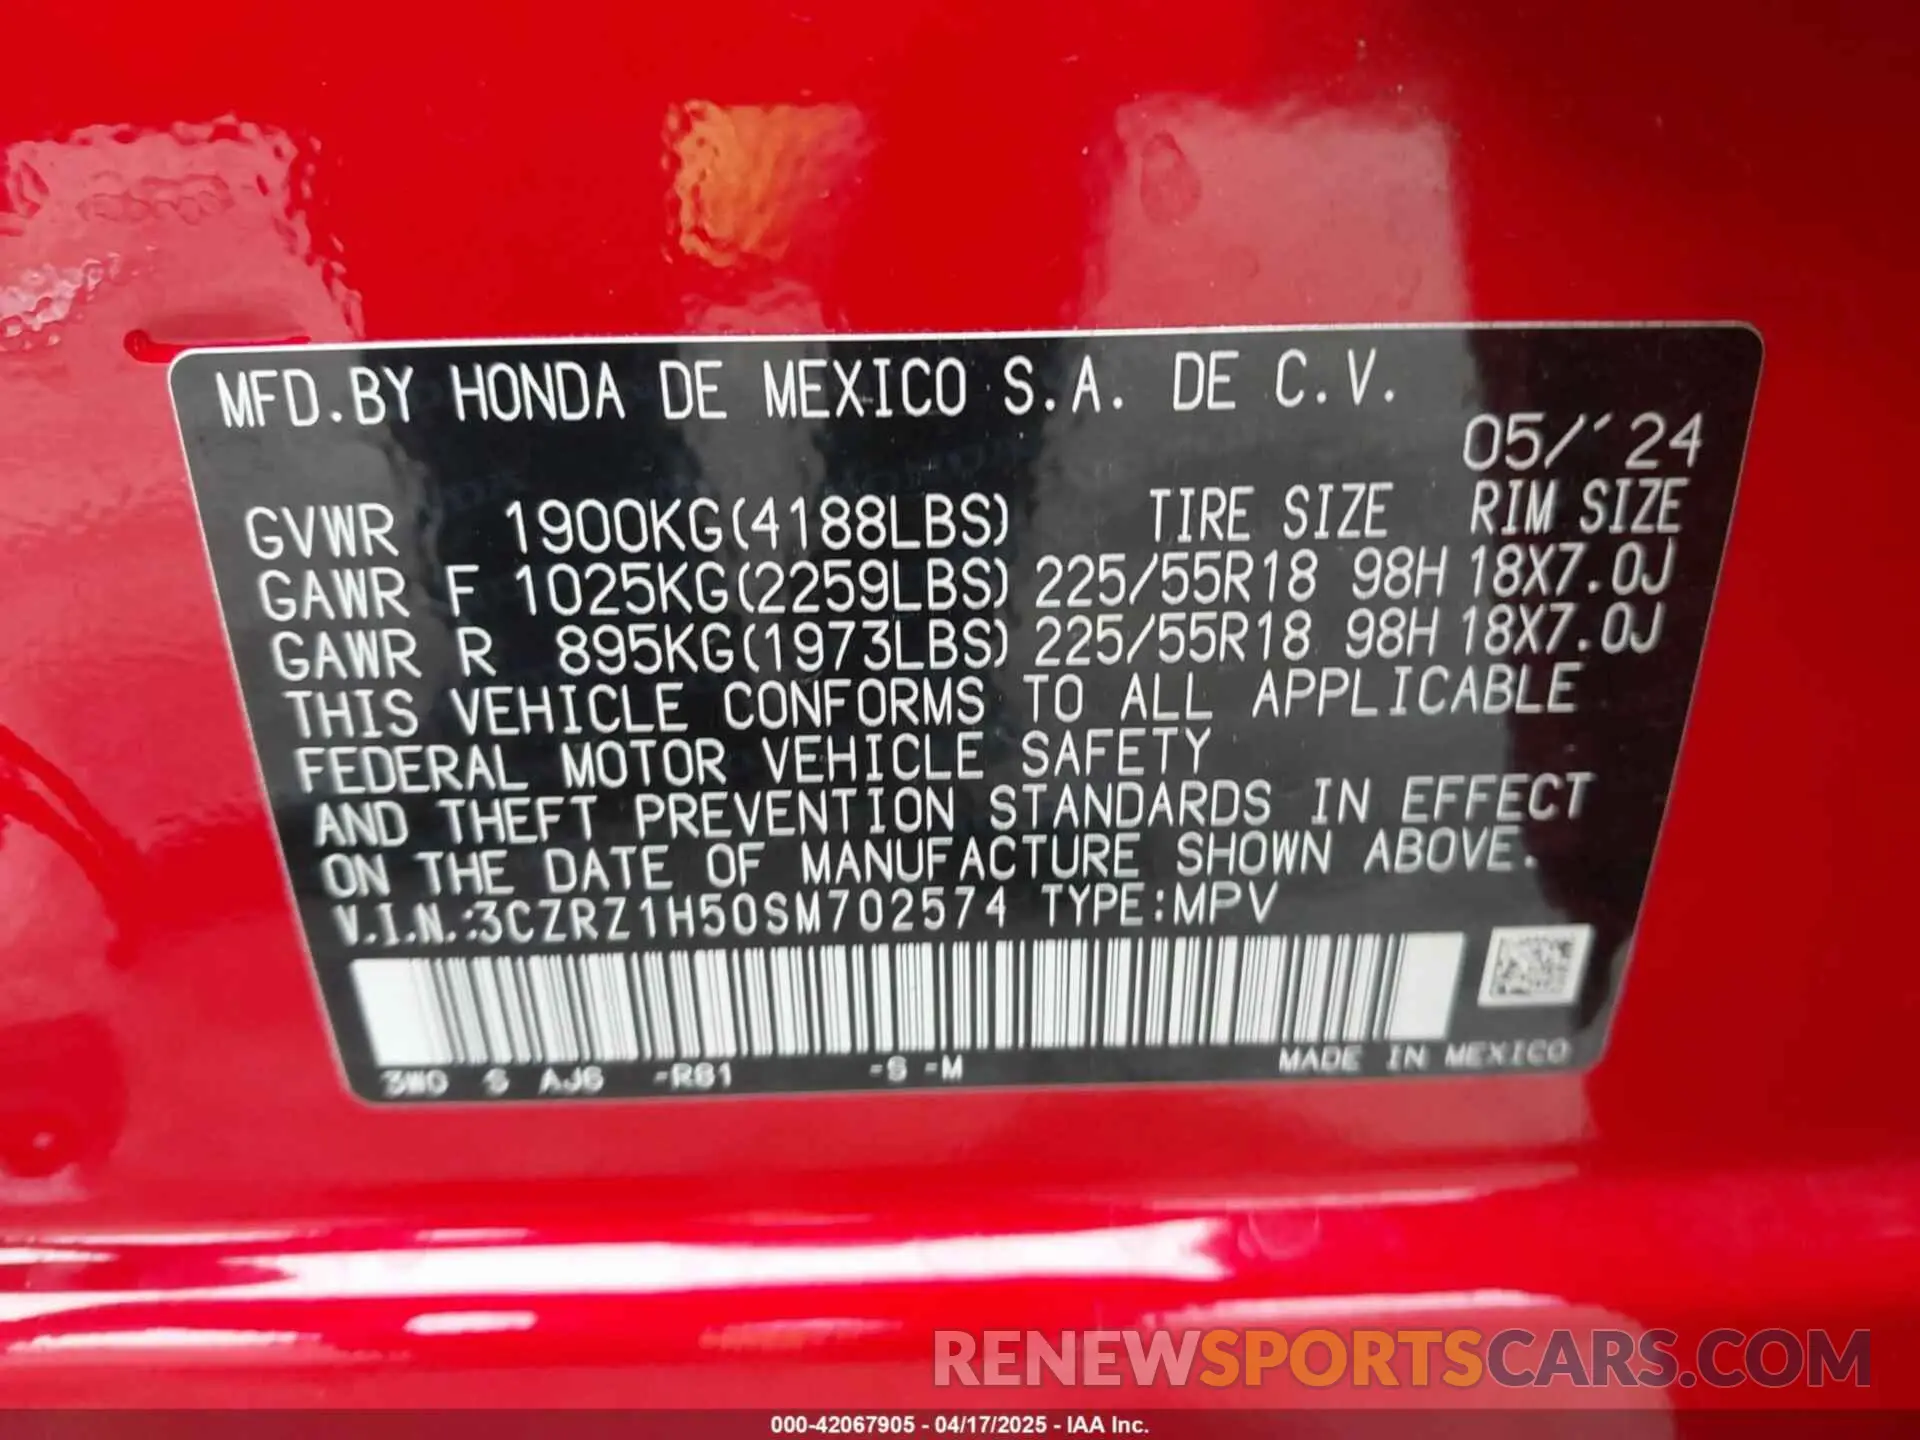 MFD.BY HONDA DE MEXICO S.A. DE C.V.
05/'24
GVWR 1900KG(4188LBS) TIRE SIZE RIM SIZE
GAWR F 1025KG(2259LBS) 225/55R18 98H 18X7.0J
GAWR R 895KG(1973LBS) 225/55R18 98H 18X7.0J
THIS VEHICLE CONFORMS TO ALL APPLICABLE
FEDERAL MOTOR VEHICLE SAFETY
AND THEFT PREVENTION STANDARDS IN EFFECT
ON THE DATE OF MANUFACTURE SHOWN ABOVE.
V.I.N.:3CZRZ1H50SM702574 TYPE:MPV
S -S -M MADE IN MEXICO
RENEWSPORTSCARS.COM
000-42067905 - 04/17/2025 - IAA Inc.